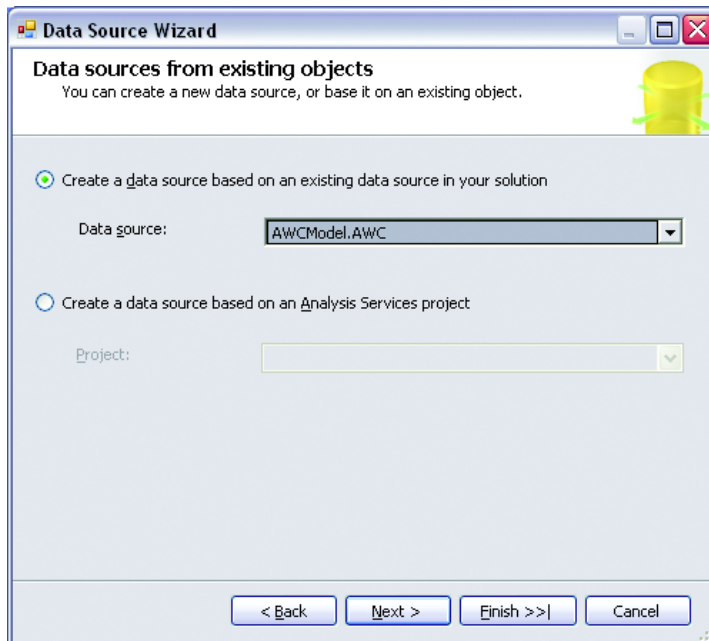 Data Source Wizard
Data sources from existing objects
You can create a new data source, or base it on an existing object.
Create a data source based on an existing data source in your solution
Data source:
AWCModel.AWC
Create a data source based on an Analysis Services project
Project:
< Back
Next >
Finish >>|
Cancel